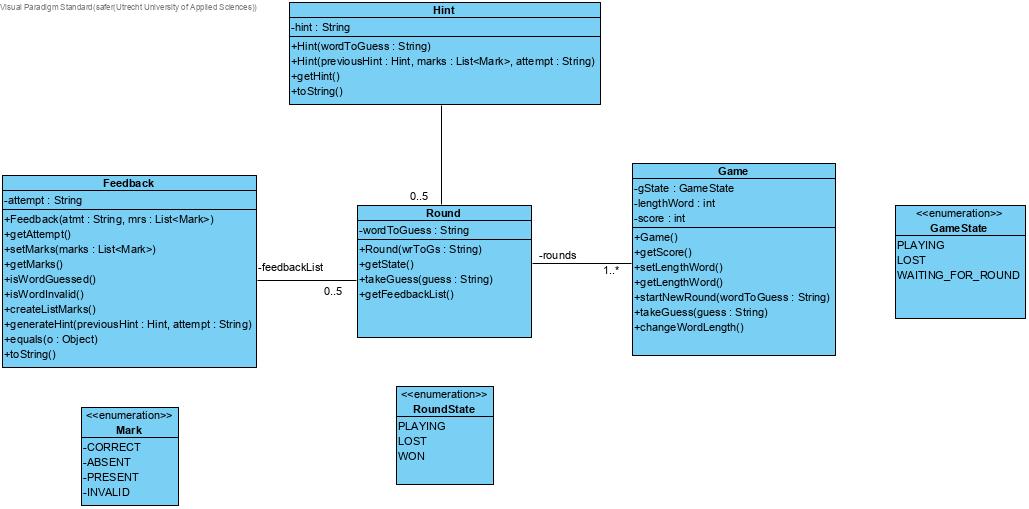 Visual Paradigm Standard(safer(Utrecht University of Applied Sciences))
Hint
-hint : String
+Hint(wordToGuess : String)
+Hint(previousHint : Hint, marks : List<Mark>, attempt : String)
+getHint()
+toString()
Feedback
-attempt : String
+Feedback(atmt : String, mrs : List<Mark>)
+getAttempt()
+setMarks(marks : List<Mark>)
+getMarks()
+isWordGuessed()
+isWordInvalid()
+createListMarks()
+generateHint(previousHint : Hint, attempt : String)
+equals(o : Object)
+toString()
-feedbackList
0..5
0..5
Round
-wordToGuess : String
+Round(wrToGs : String)
+getState()
+takeGuess(guess : String)
+getFeedbackList()
-rounds
1..*
Game
-gState : GameState
-lengthWord : int
-score : int
+Game()
+getScore()
+setLengthWord()
+getLengthWord()
+startNewRound(wordToGuess : String)
+takeGuess(guess : String)
+changeWordLength()
<<enumeration>>
GameState
PLAYING
LOST
WAITING_FOR_ROUND
<<enumeration>>
Mark
-CORRECT
-ABSENT
-PRESENT
-INVALID
<<enumeration>>
RoundState
PLAYING
LOST
WON